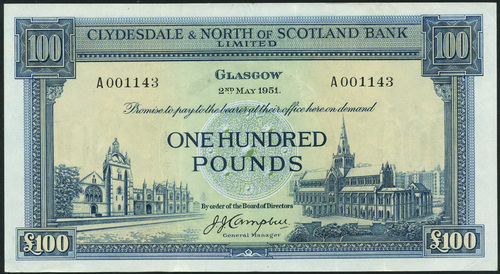 100 CLYDESDALE & NORTH OF SCOTLAND BANK 100
LIMITED
GLASGOW
A001143 2ND MAY 1951. A001143
Promise to pay to the bearer at their office here on demand
ONE HUNDRED
POUNDS
By order of the Board of Directors
J.J. Campbell
General Manager
£100 £100